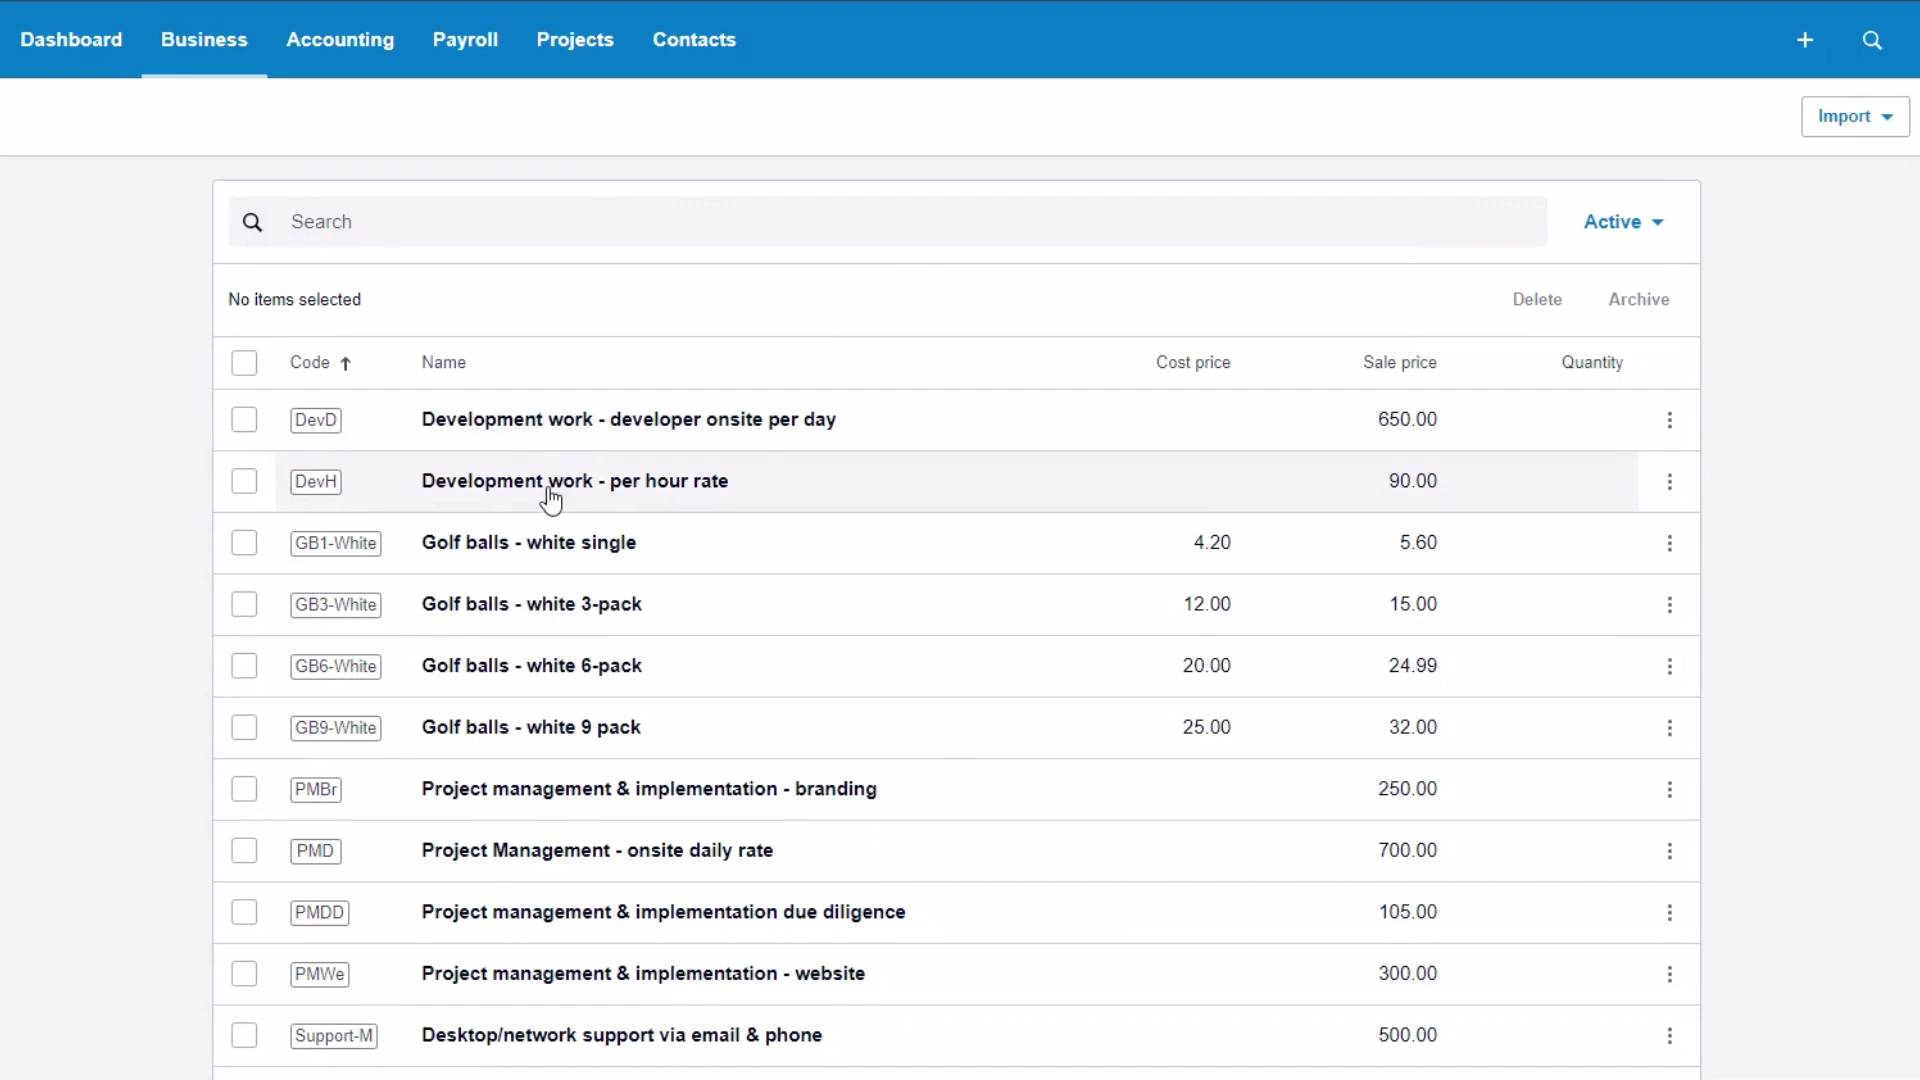 Dashboard Business Accounting Payroll Projects Contacts
Import
Search Active
No items selected Delete Archive
Code Name Cost price Sale price Quantity
DevD Development work - developer onsite per day 650.00
DevH Development work - per hour rate 90.00
GB1-White Golf balls - white single 4.20 5.60
GB3-White Golf balls - white 3-pack 12.00 15.00
GB6-White Golf balls - white 6-pack 20.00 24.99
GB9-White Golf balls - white 9 pack 25.00 32.00
PMBr Project management & implementation - branding 250.00
PMD Project Management - onsite daily rate 700.00
PMDD Project management & implementation due diligence 105.00
PMWe Project management & implementation - website 300.00
Support-M Desktop/network support via email & phone 500.00